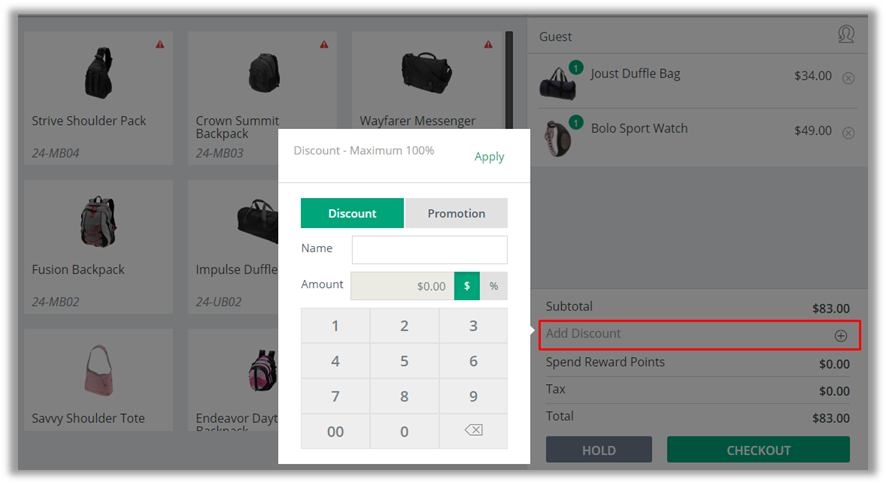 Strive Shoulder Pack
24-MB04
Crown Summit
Backpack
24-MB03
Wayfarer Messenger
Fusion Backpack
24-MB02
Impulse Duffle
24-UB02
Savvy Shoulder Tote
Endeavor Dayt
Backpack
Discount - Maximum 100%
Apply
Discount
Promotion
Name
Amount
$0.00
$
%
1 2 3
4 5 6
7 8 9
00 0
Guest
1
Joust Duffle Bag
$34.00
1
Bolo Sport Watch
$49.00
Subtotal $83.00
Add Discount
Spend Reward Points $0.00
Tax $0.00
Total $83.00
HOLD
CHECKOUT